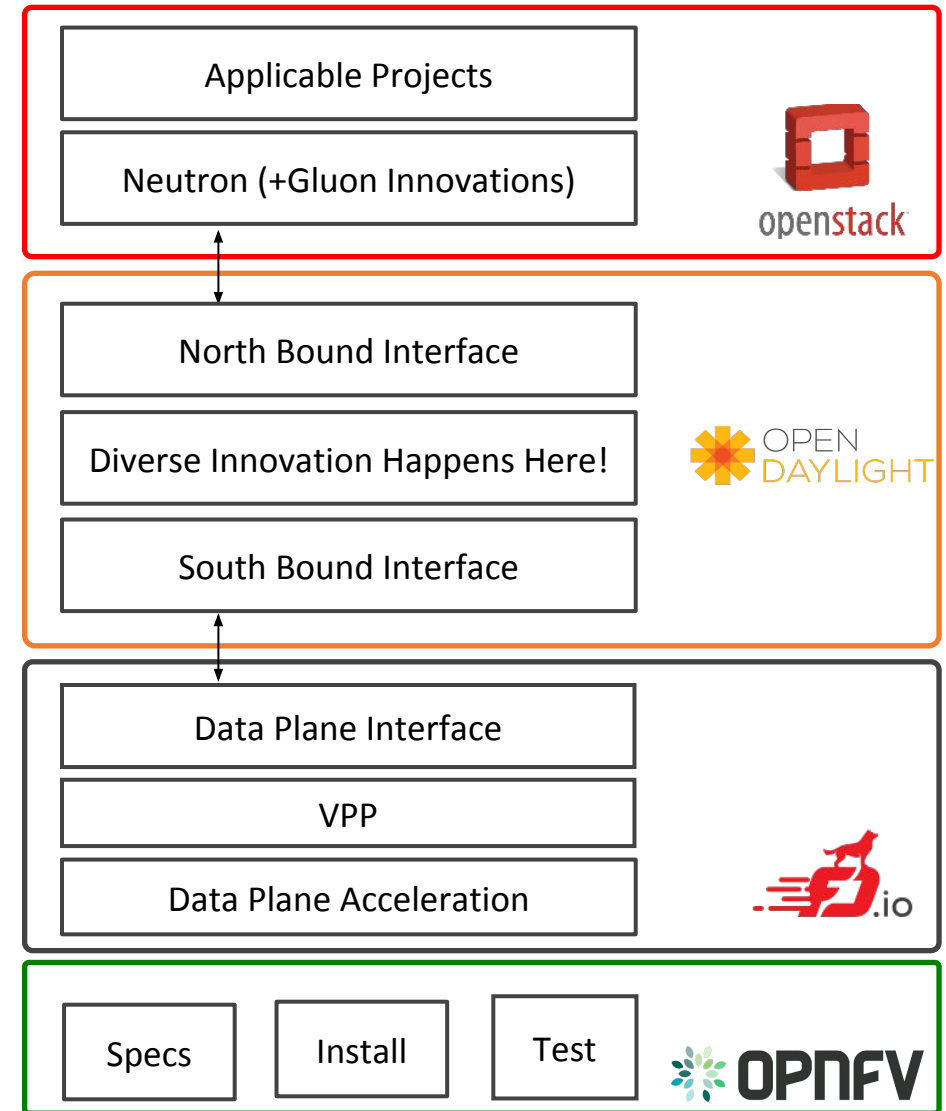 Applicable Projects
Neutron (+Gluon Innovations)
openstack
North Bound Interface
Diverse Innovation Happens Here!
OPEN
DAYLIGHT
South Bound Interface
Data Plane Interface
VPP
Data Plane Acceleration
FD.io
Specs
Install
Test
OPNFV